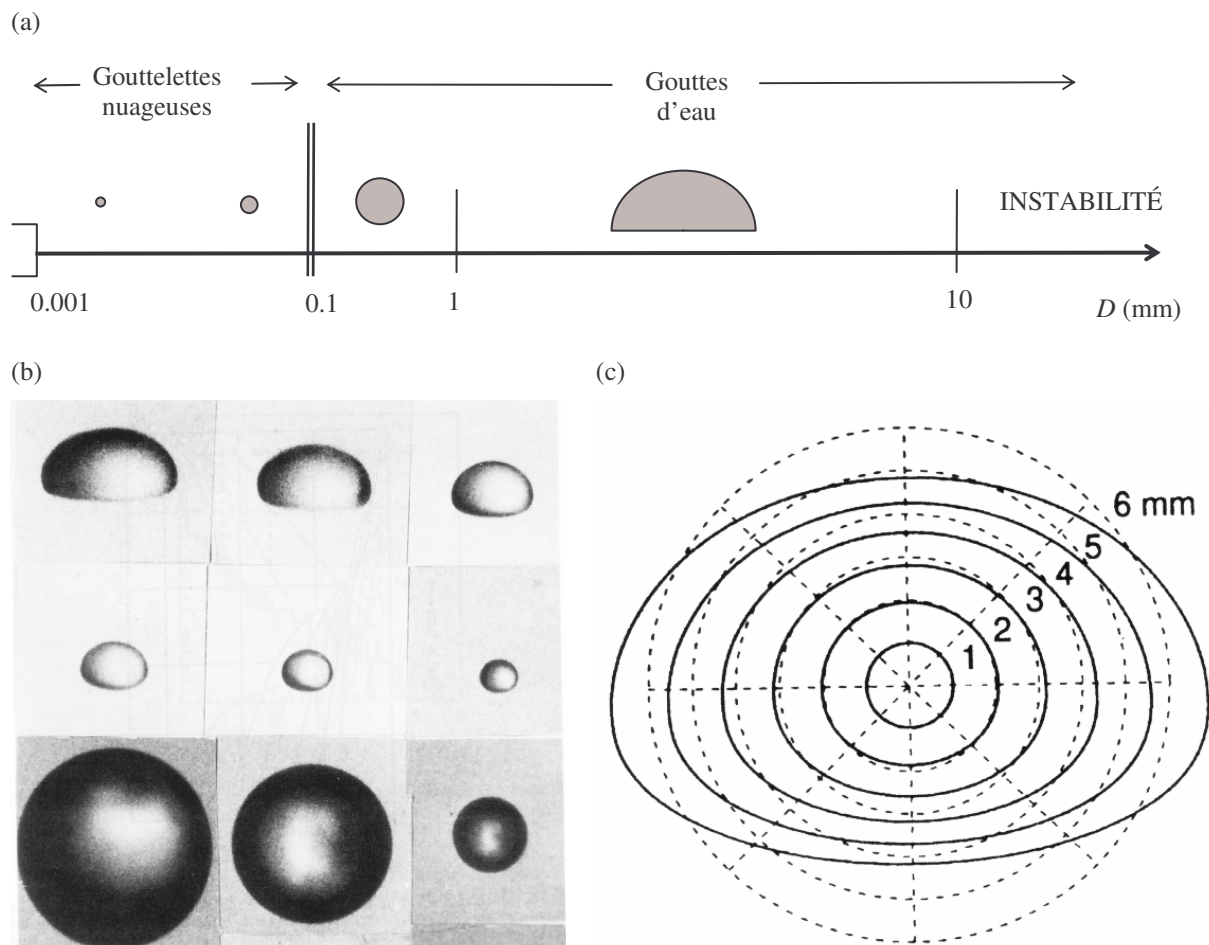 (a)
Gouttelettes
nuageuses
Gouttes
d'eau
INSTABILITÉ
0.001
0.1
1
10
D (mm)
(b)
(c)
6 mm
5
4
3
2
1